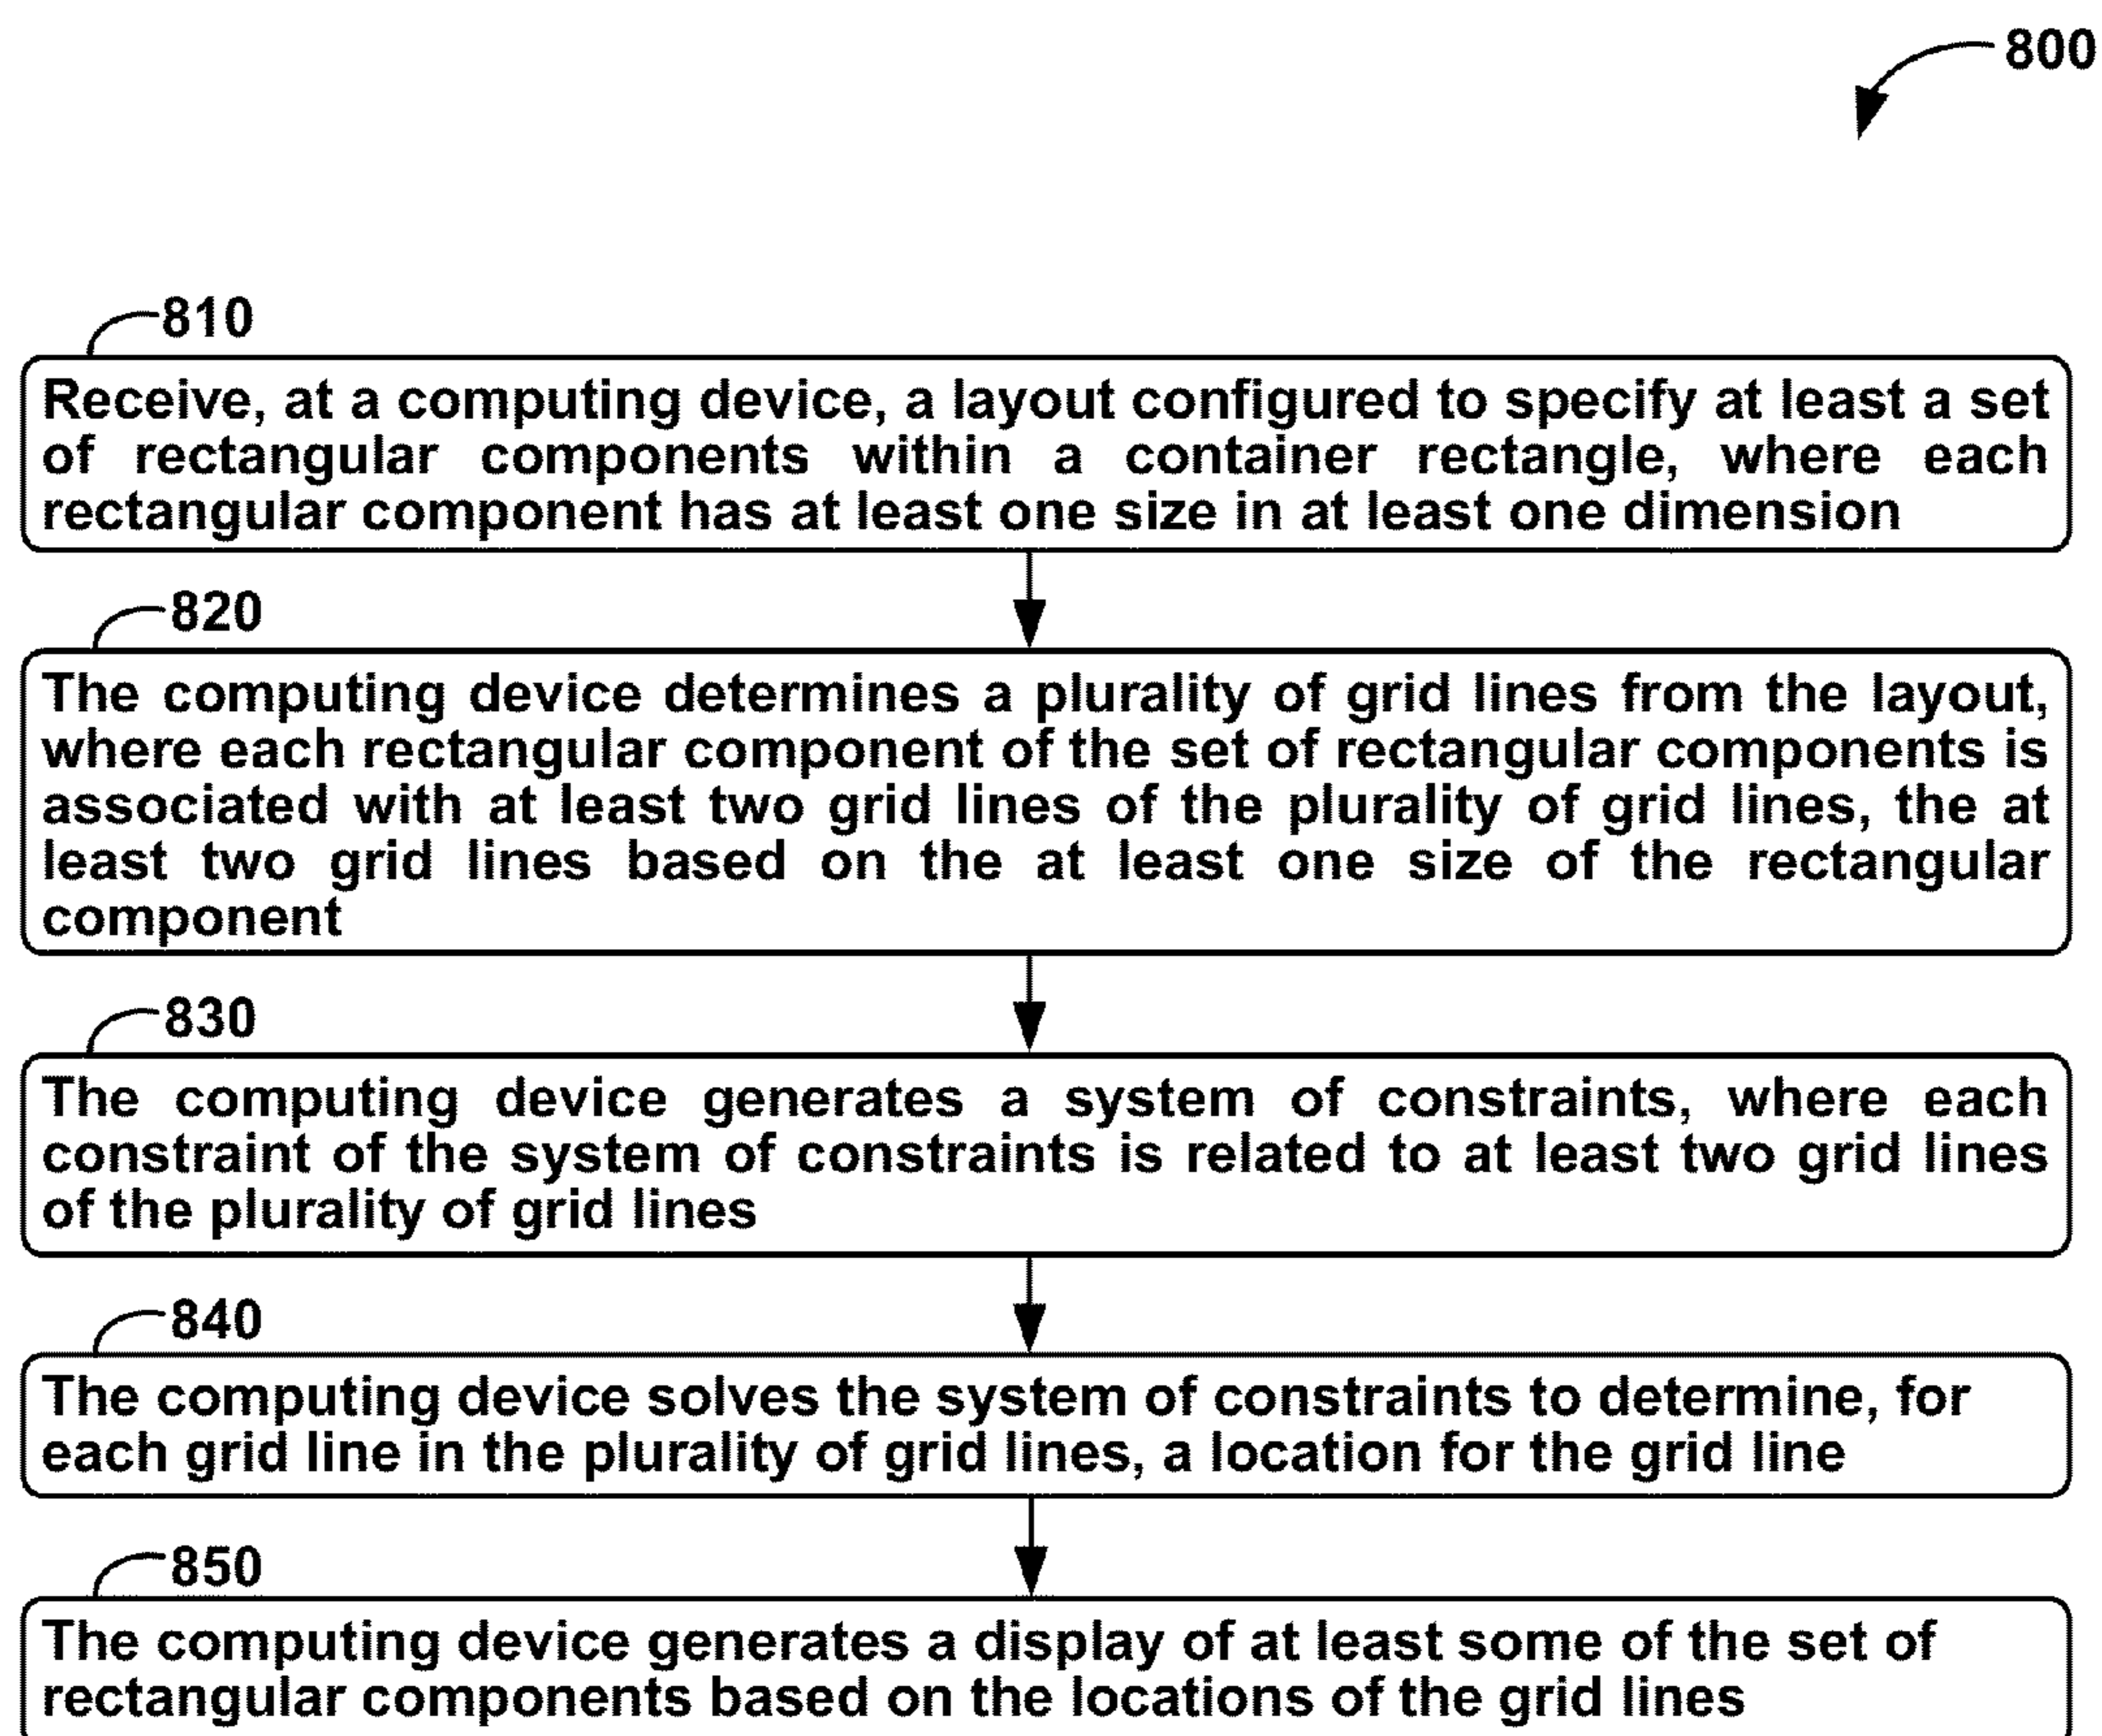 800
810
Receive, at a computing device, a layout configured to specify at least a set
of rectangular components within a container rectangle, where each
rectangular component has at least one size in at least one dimension
820
The computing device determines a plurality of grid lines from the layout,
where each rectangular component of the set of rectangular components is
associated with at least two grid lines of the plurality of grid lines, the at
least two grid lines based on the at least one size of the rectangular
component
830
The computing device generates a system of constraints, where each
constraint of the system of constraints is related to at least two grid lines
of the plurality of grid lines
840
The computing device solves the system of constraints to determine, for
each grid line in the plurality of grid lines, a location for the grid line
850
The computing device generates a display of at least some of the set of
rectangular components based on the locations of the grid lines